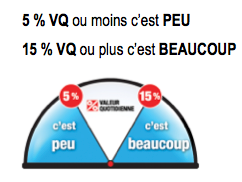 5 % VQ ou moins c'est PEU
15 % VQ ou plus c'est BEAUCOUP
5 %
15 %
% VALEUR
QUOTIDIENNE
c'est
peu
c'est
beaucoup